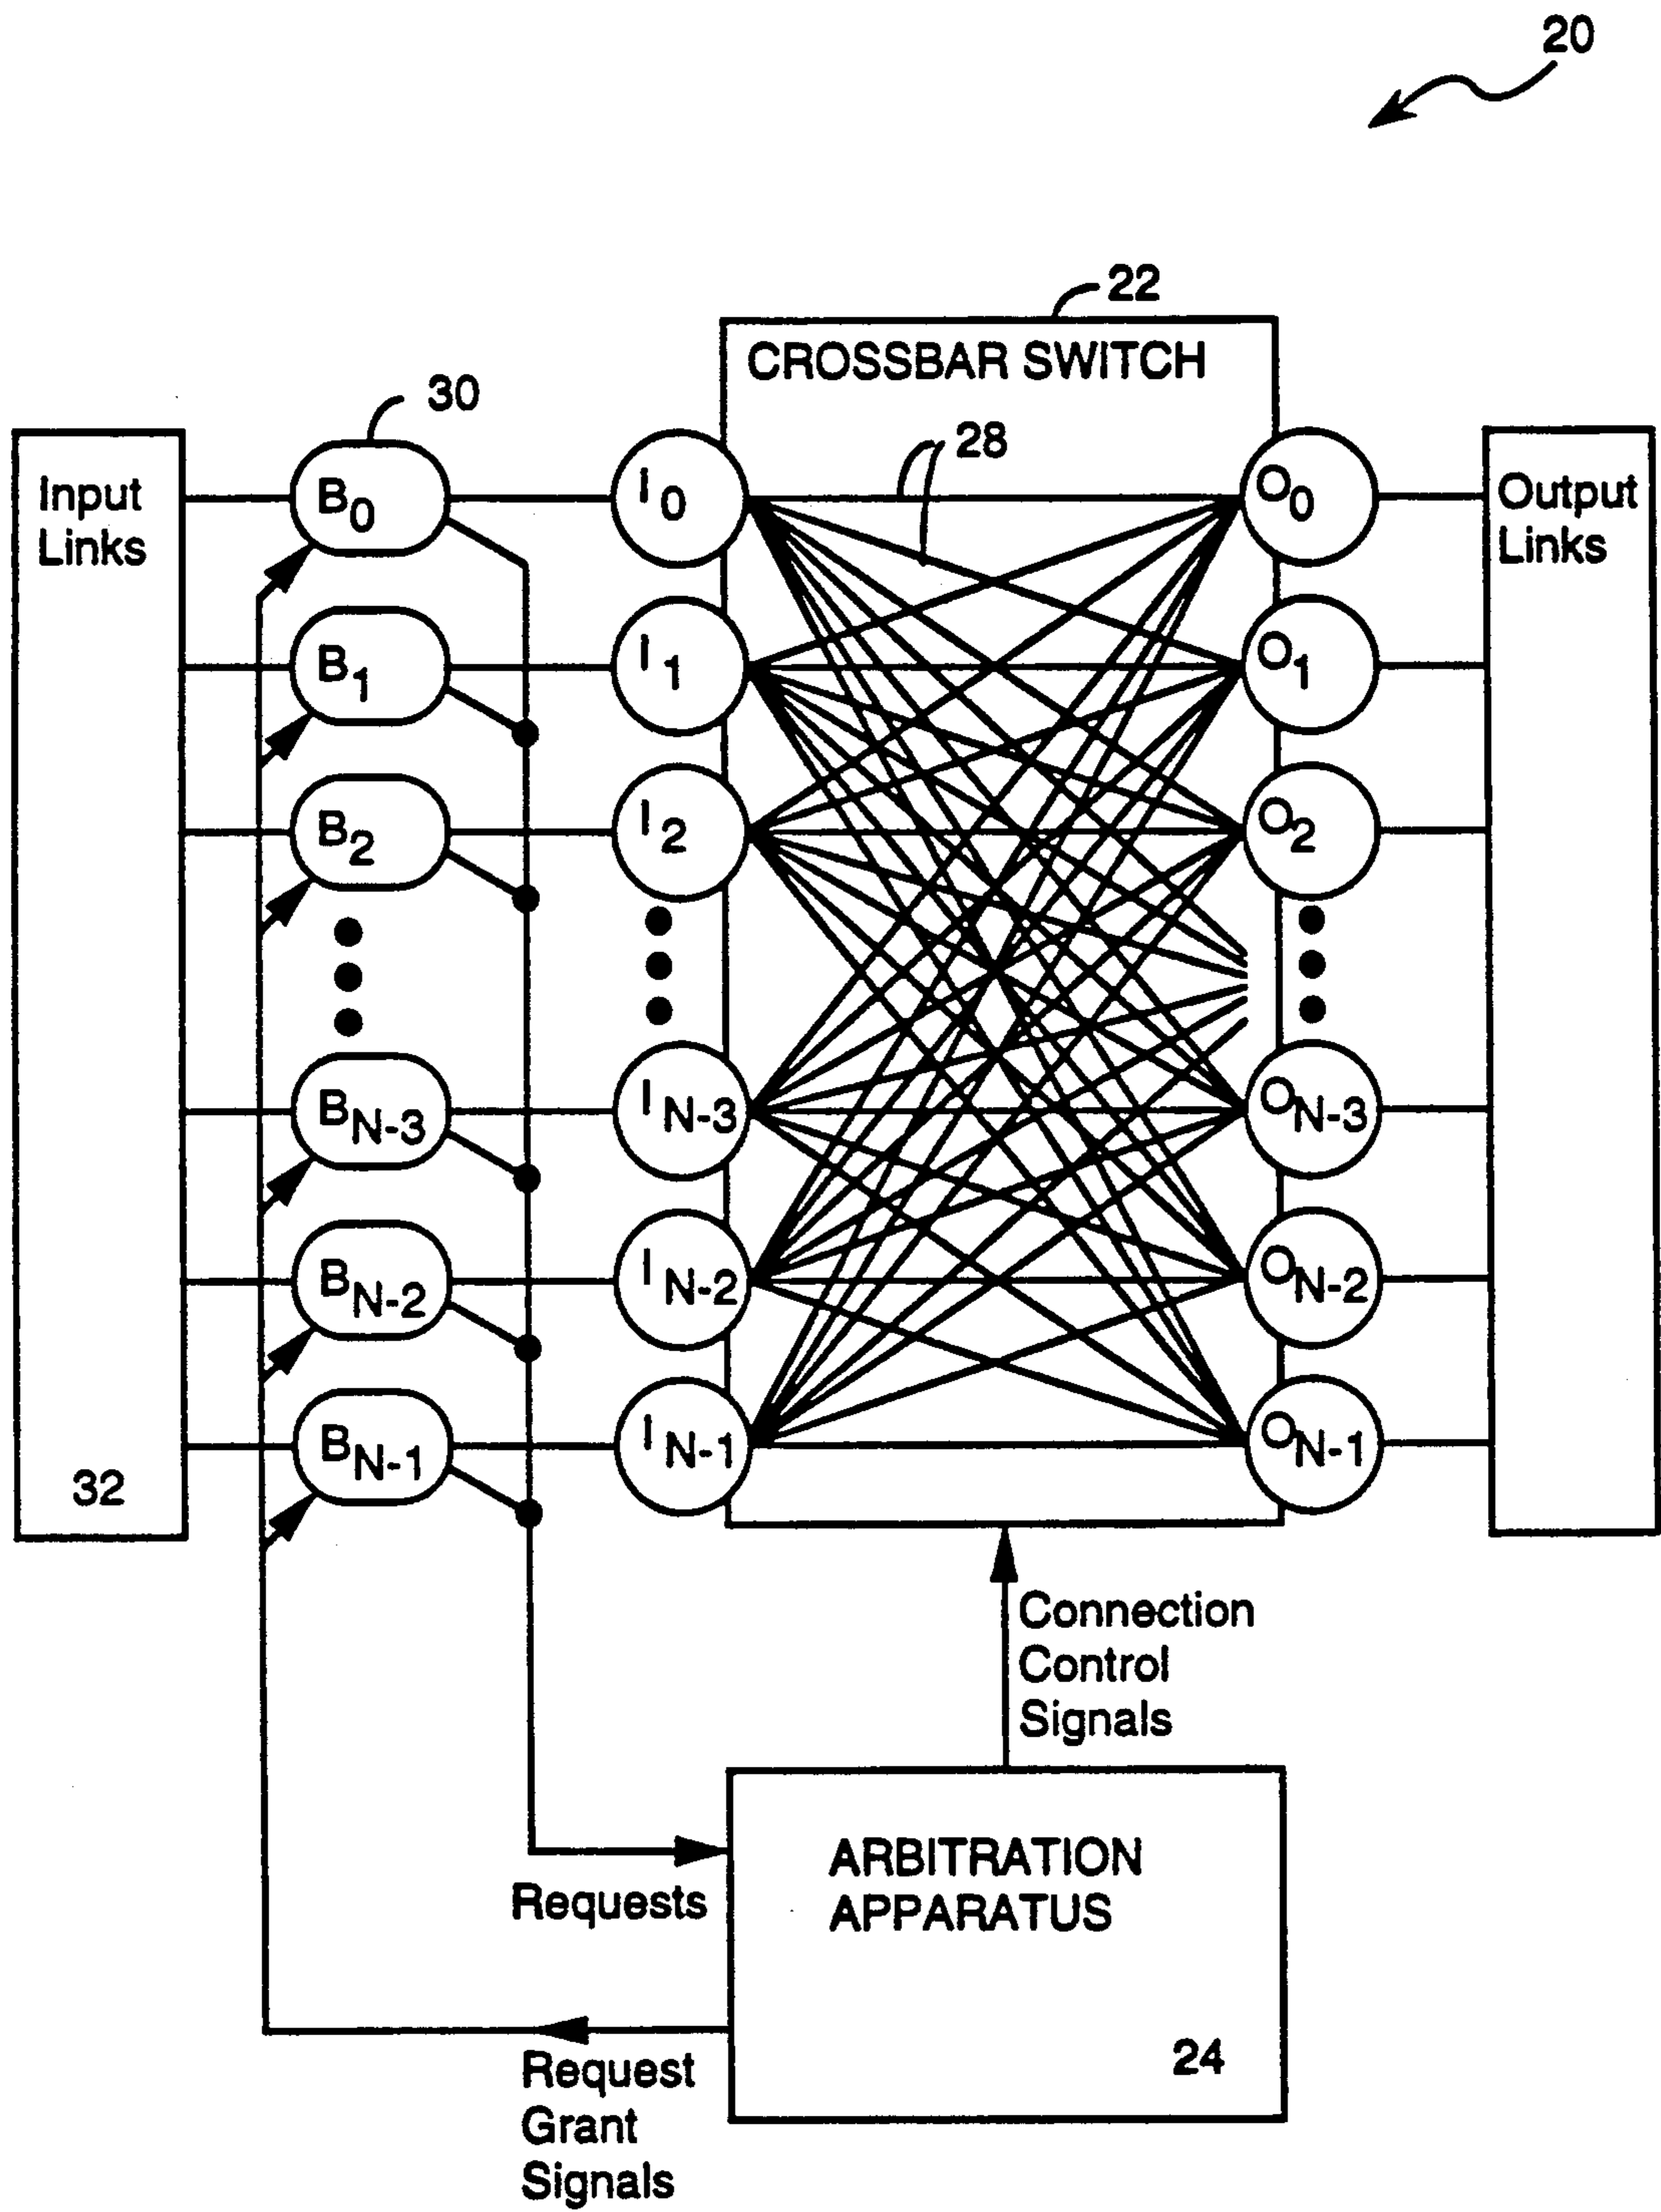 20
22
CROSSBAR SWITCH
30
28
Input
Links
B0
I0
O0
Output
Links
B1
I1
O1
B2
I2
O2
BN-3
IN-3
ON-3
BN-2
IN-2
ON-2
BN-1
IN-1
ON-1
32
Connection
Control
Signals
ARBITRATION
APPARATUS
Requests
24
Request
Grant
Signals